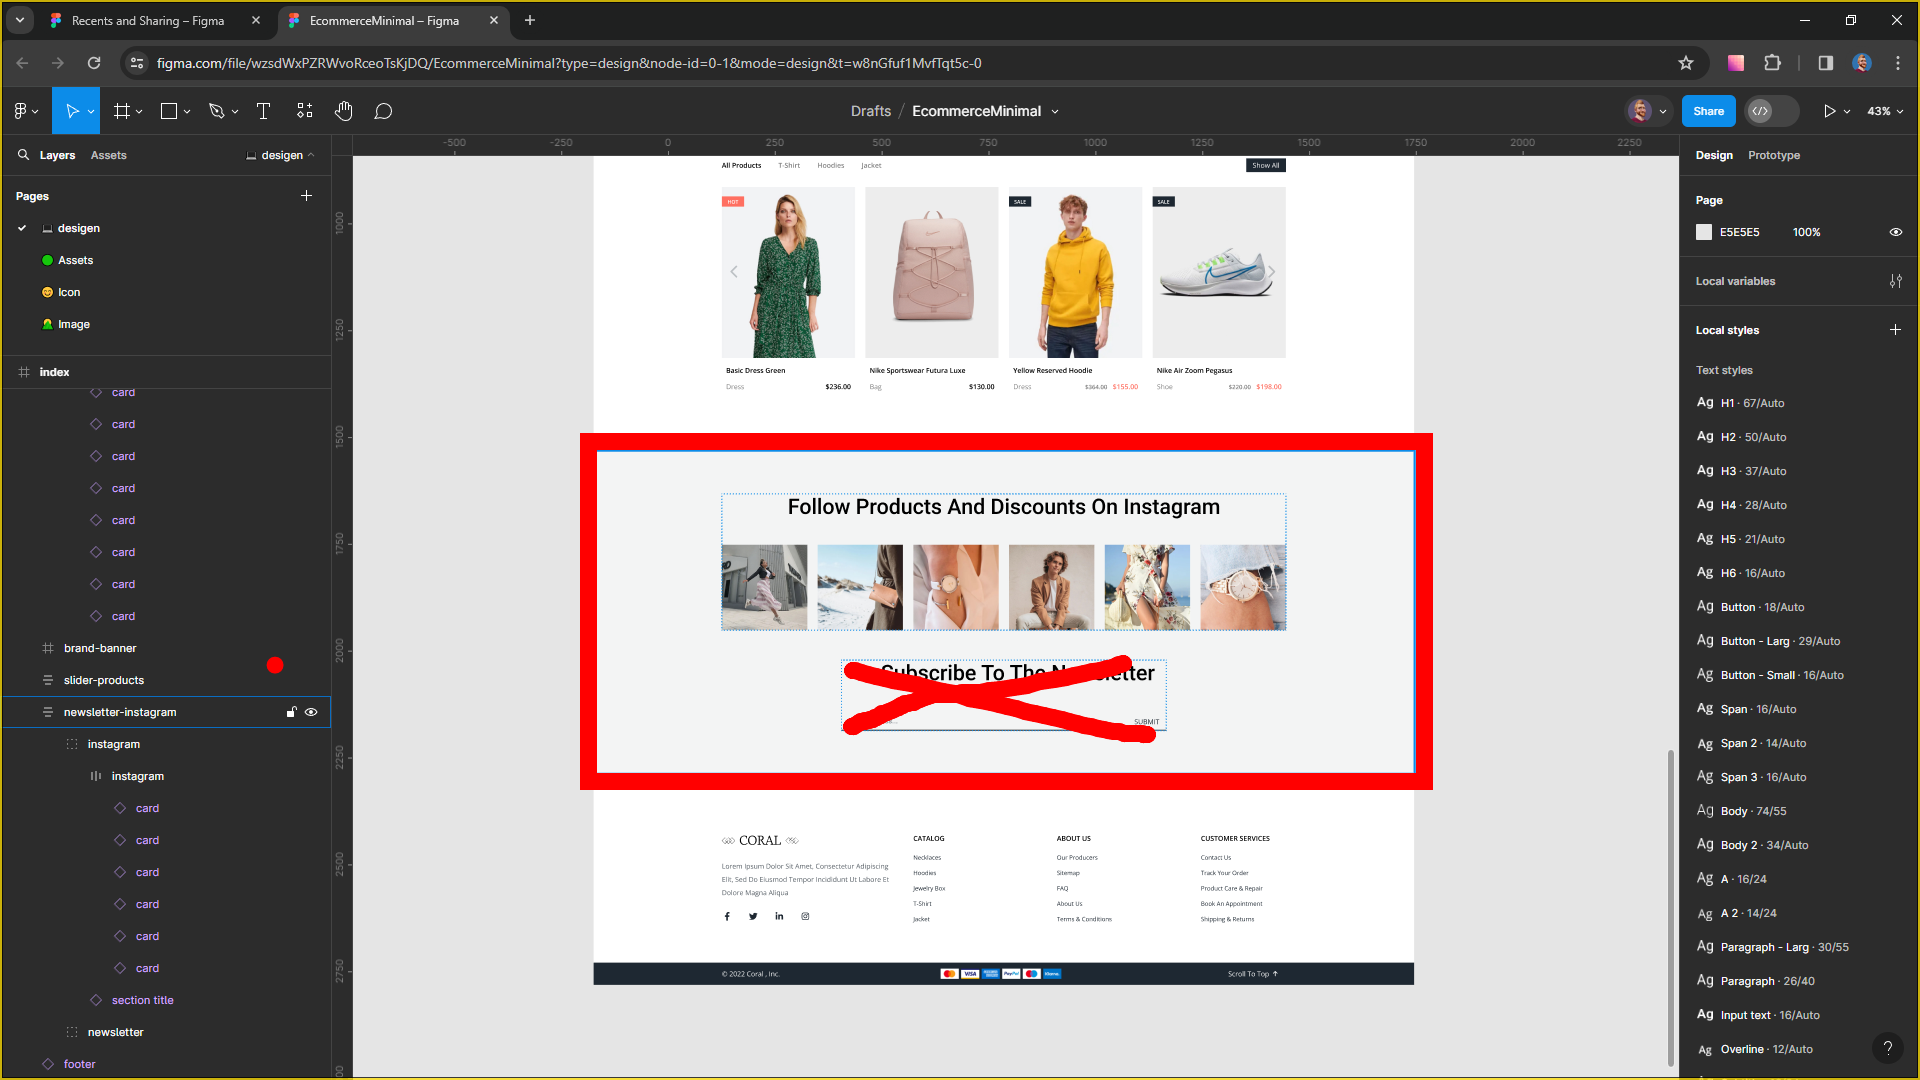 Recents and Sharing – Figma
EcommerceMinimal – Figma
figma.com/file/wzsdWxPZRWvoRceoTsKjDQ/EcommerceMinimal?type=design&node-id=0-1&mode=design&t=w8nGfuf1MvfTqt5c-0
Drafts / EcommerceMinimal
Share
43%
Layers
Assets
desigen
Pages
desigen
Assets
Icon
Image
index
card
card
card
card
card
card
card
card
brand-banner
slider-products
newsletter-instagram
instagram
instagram
card
card
card
card
card
card
section title
newsletter
footer
-500 -250 0 250 500 750 1000 1250 1500 1750 2000 2250
1000
1250
1500
1750
2000
2250
2500
2750
All Products T-Shirt Hoodies Jacket
Show All
HOT
SALE
SALE
Basic Dress Green
Dress $236.00
Nike Sportswear Futura Luxe
Bag $130.00
Yellow Reserved Hoodie
Dress $364.00 $155.00
Nike Air Zoom Pegasus
Shoe $220.00 $198.00
Follow Products And Discounts On Instagram
Subscribe To The Newsletter
SUBMIT
CORAL
Lorem Ipsum Dolor Sit Amet, Consectetur Adipiscing
Elit, Sed Do Eiusmod Tempor Incididunt Ut Labore Et
Dolore Magna Aliqua
CATALOG
Necklaces
Hoodies
Jewelry Box
T-Shirt
Jacket
ABOUT US
Our Producers
Sitemap
FAQ
About Us
Terms & Conditions
CUSTOMER SERVICES
Contact Us
Track Your Order
Product Care & Repair
Book An Appointment
Shipping & Returns
© 2022 Coral , Inc.
VISA
PayPal
Klarna.
Scroll To Top
Design
Prototype
Page
E5E5E5 100%
Local variables
Local styles
Text styles
Ag H1 · 67/Auto
Ag H2 · 50/Auto
Ag H3 · 37/Auto
Ag H4 · 28/Auto
Ag H5 · 21/Auto
Ag H6 · 16/Auto
Ag Button · 18/Auto
Ag Button - Larg · 29/Auto
Ag Button - Small · 16/Auto
Ag Span · 16/Auto
Ag Span 2 · 14/Auto
Ag Span 3 · 16/Auto
Ag Body · 74/55
Ag Body 2 · 34/Auto
Ag A · 16/24
Ag A 2 · 14/24
Ag Paragraph - Larg · 30/55
Ag Paragraph · 26/40
Ag Input text · 16/Auto
Ag Overline · 12/Auto
?